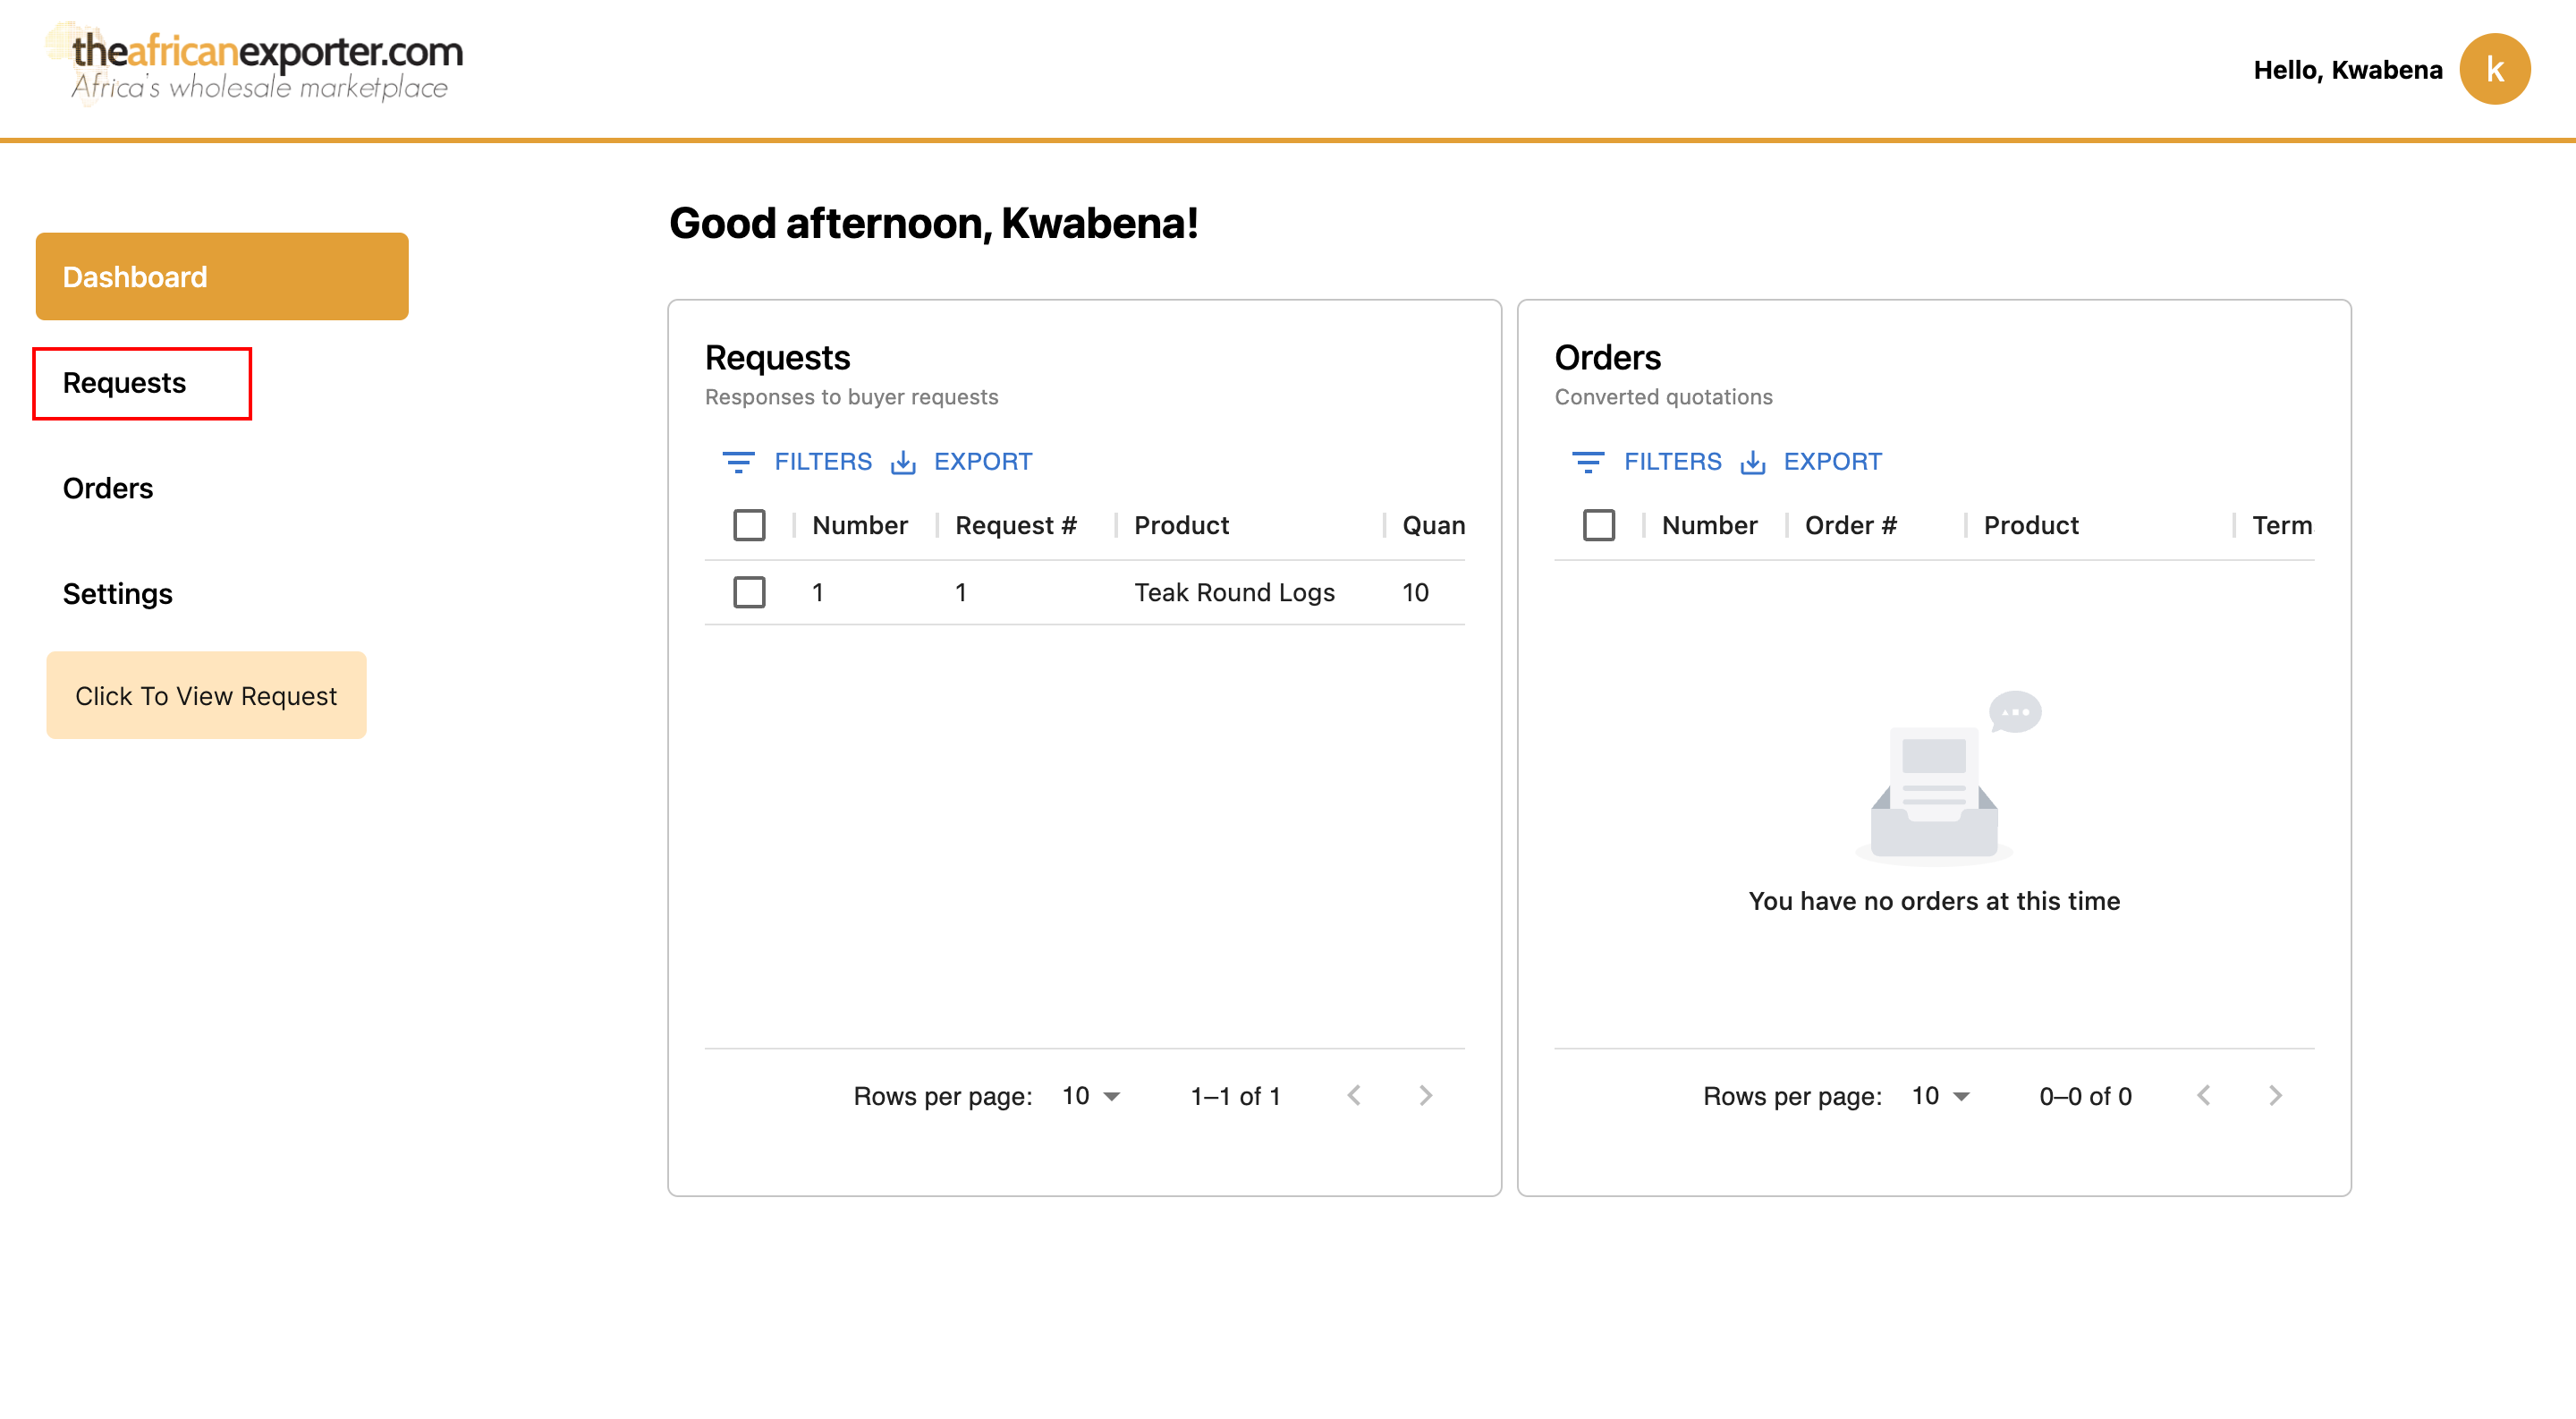 theafricanexporter.com
Africa's wholesale marketplace
Hello, Kwabena
k
Dashboard
Requests
Orders
Settings
Click To View Request
Good afternoon, Kwabena!
Requests
Responses to buyer requests
FILTERS EXPORT
Number Request # Product Quan
1 1 Teak Round Logs 10
Rows per page: 10 1–1 of 1
Orders
Converted quotations
FILTERS EXPORT
Number Order # Product Term
You have no orders at this time
Rows per page: 10 0–0 of 0